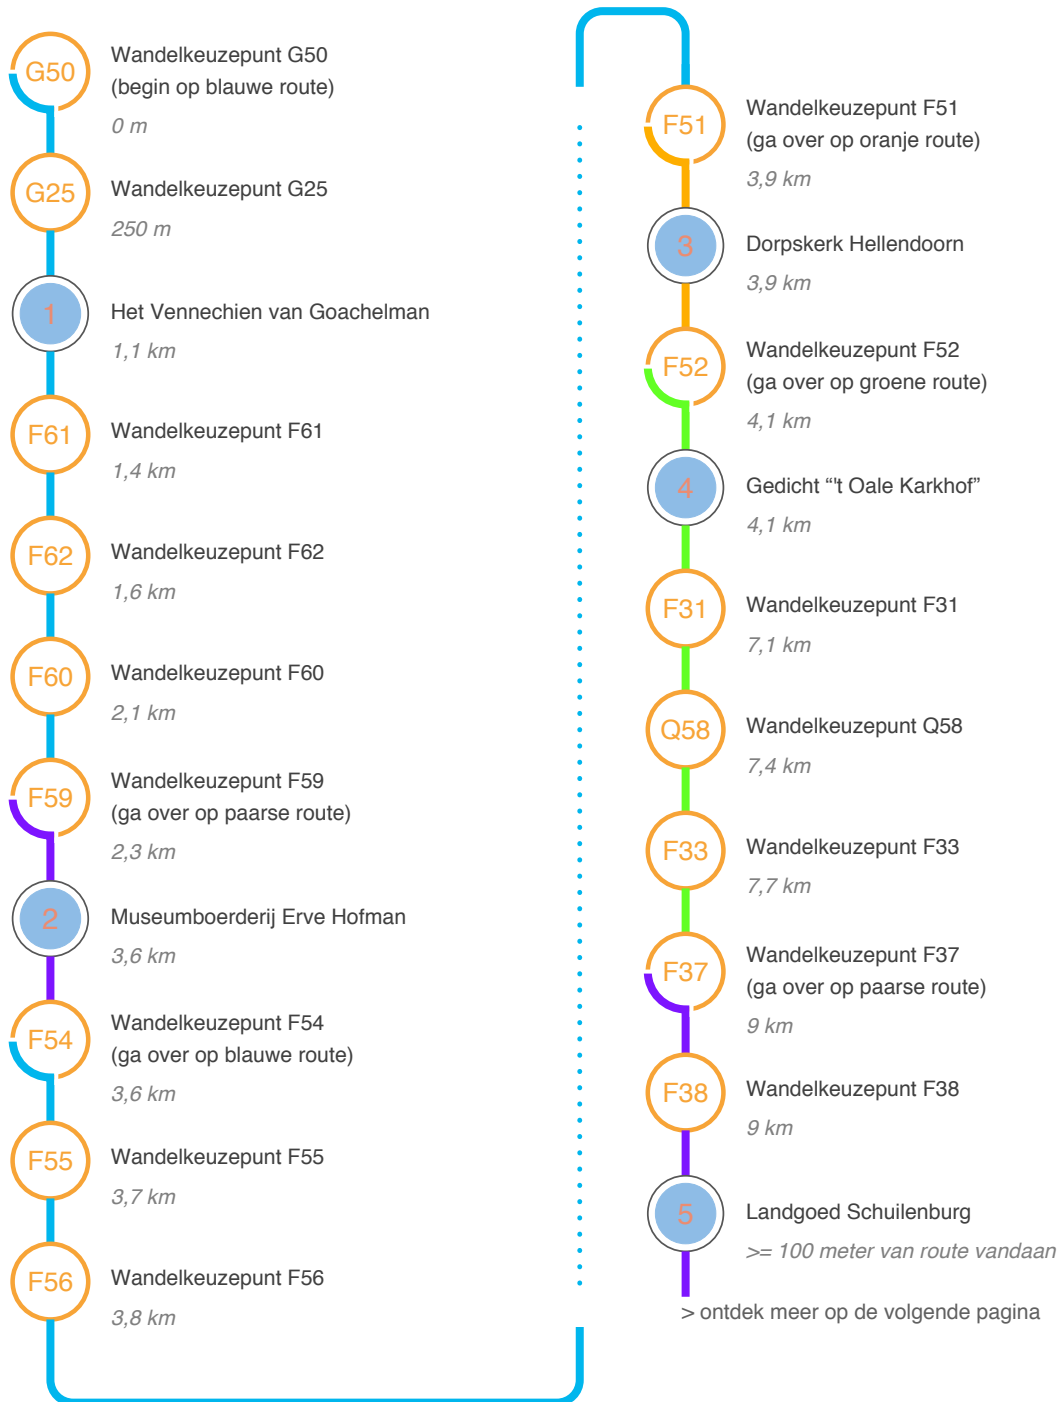 G50
Wandelkeuzepunt G50
(begin op blauwe route)
0 m
G25
Wandelkeuzepunt G25
250 m
1
Het Vennechien van Goachelman
1,1 km
F61
Wandelkeuzepunt F61
1,4 km
F62
Wandelkeuzepunt F62
1,6 km
F60
Wandelkeuzepunt F60
2,1 km
F59
Wandelkeuzepunt F59
(ga over op paarse route)
2,3 km
2
Museumboerderij Erve Hofman
3,6 km
F54
Wandelkeuzepunt F54
(ga over op blauwe route)
3,6 km
F55
Wandelkeuzepunt F55
3,7 km
F56
Wandelkeuzepunt F56
3,8 km
F51
Wandelkeuzepunt F51
(ga over op oranje route)
3,9 km
3
Dorpskerk Hellendoorn
3,9 km
F52
Wandelkeuzepunt F52
(ga over op groene route)
4,1 km
4
Gedicht “'t Oale Karkhof”
4,1 km
F31
Wandelkeuzepunt F31
7,1 km
Q58
Wandelkeuzepunt Q58
7,4 km
F33
Wandelkeuzepunt F33
7,7 km
F37
Wandelkeuzepunt F37
(ga over op paarse route)
9 km
F38
Wandelkeuzepunt F38
9 km
5
Landgoed Schuilenburg
>= 100 meter van route vandaan
> ontdek meer op de volgende pagina